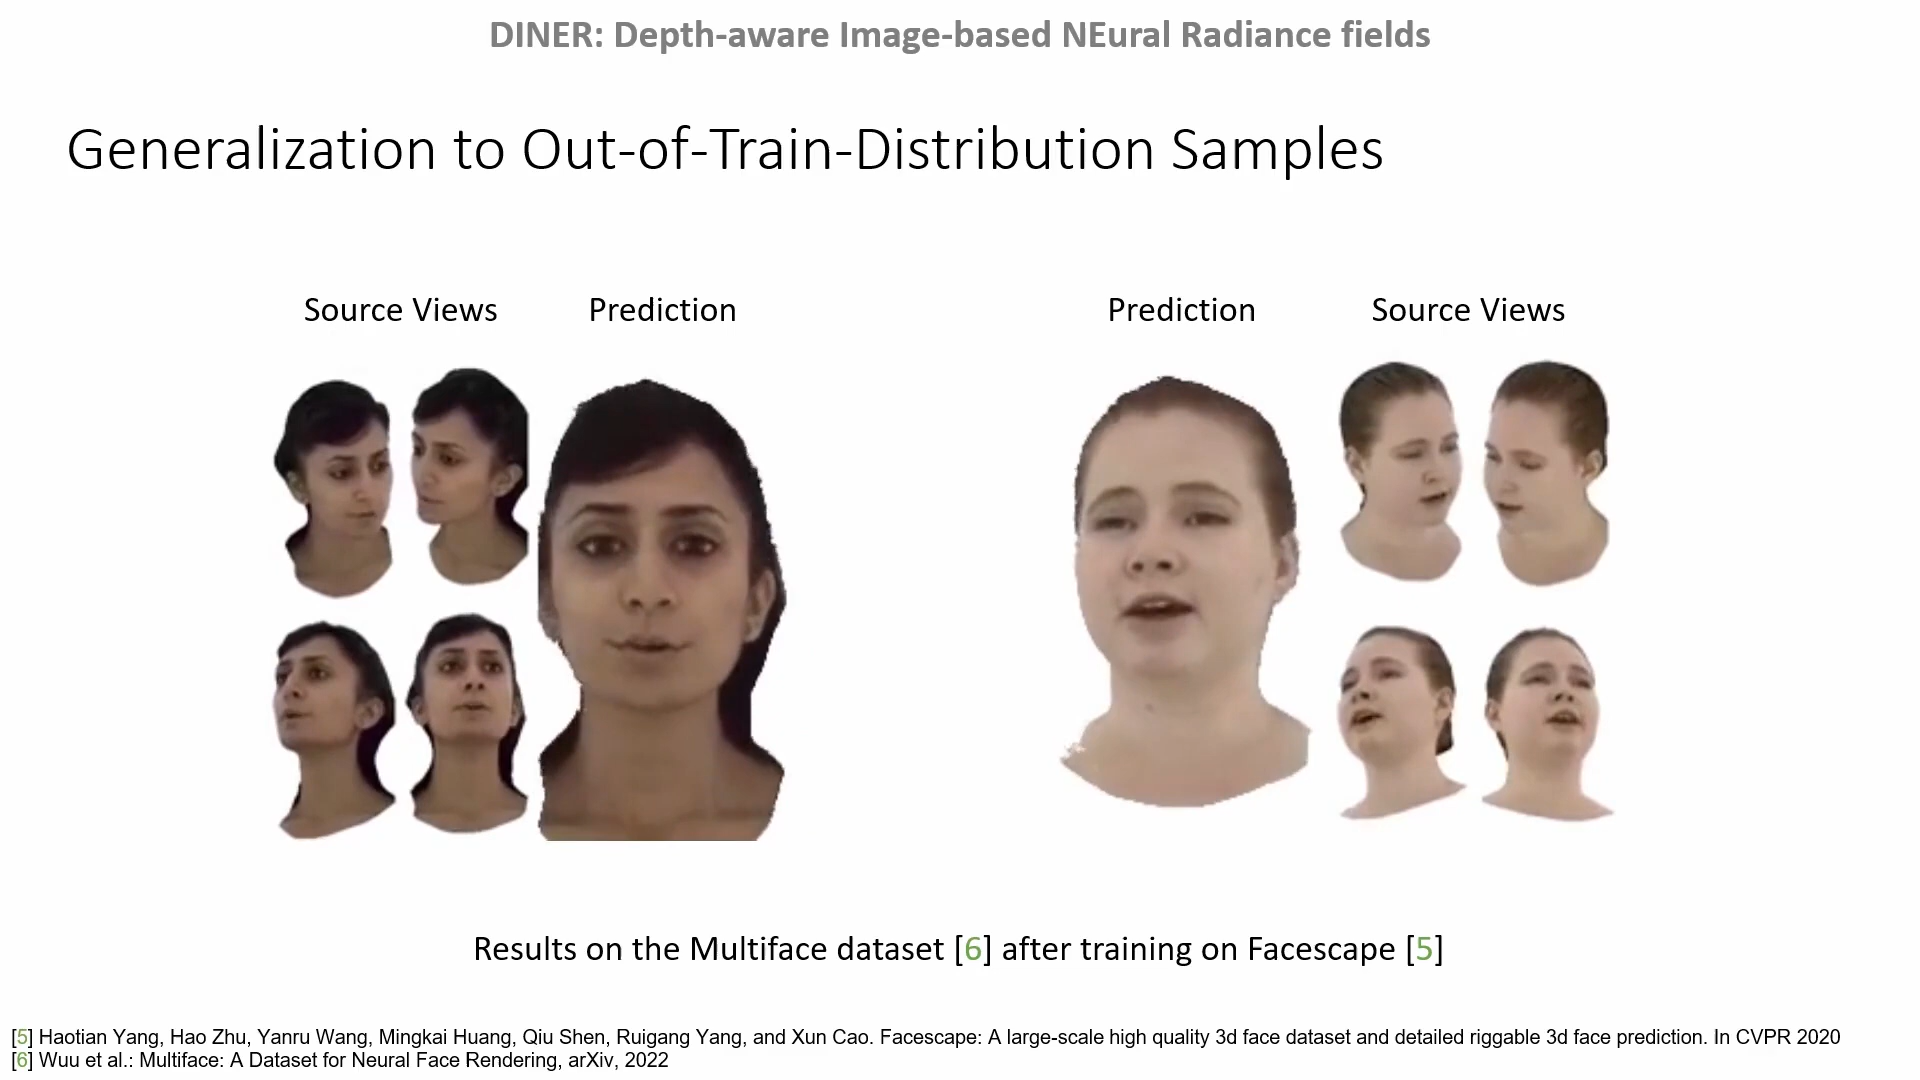 DINER: Depth-aware Image-based NEural Radiance fields
Generalization to Out-of-Train-Distribution Samples
Source Views
Prediction
Prediction
Source Views
Results on the Multiface dataset [6] after training on Facescape [5]
[5] Haotian Yang, Hao Zhu, Yanru Wang, Mingkai Huang, Qiu Shen, Ruigang Yang, and Xun Cao. Facescape: A large-scale high quality 3d face dataset and detailed riggable 3d face prediction. In CVPR 2020
[6] Wuu et al.: Multiface: A Dataset for Neural Face Rendering, arXiv, 2022